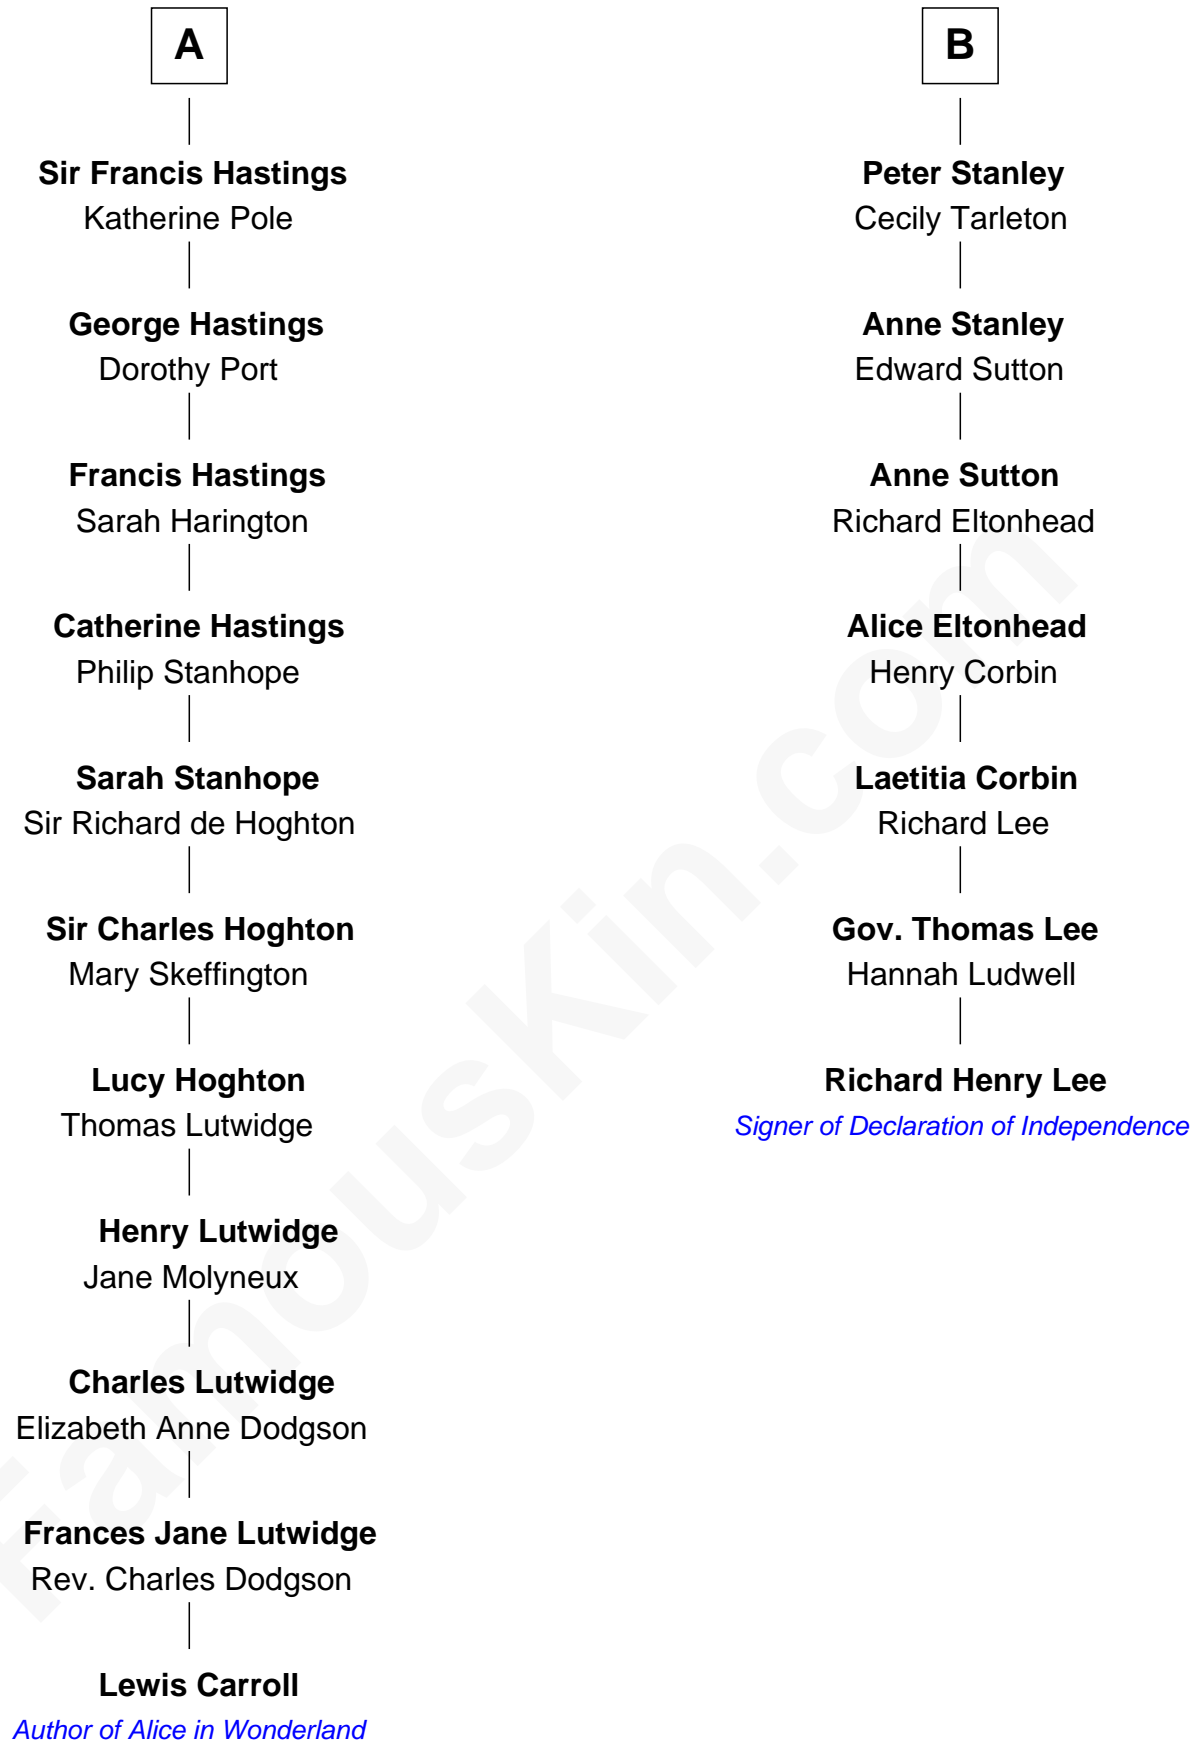 A
Sir Francis Hastings
Katherine Pole
George Hastings
Dorothy Port
Francis Hastings
Sarah Harington
Catherine Hastings
Philip Stanhope
Sarah Stanhope
Sir Richard de Hoghton
Sir Charles Hoghton
Mary Skeffington
Lucy Hoghton
Thomas Lutwidge
Henry Lutwidge
Jane Molyneux
Charles Lutwidge
Elizabeth Anne Dodgson
Frances Jane Lutwidge
Rev. Charles Dodgson
Lewis Carroll
Author of Alice in Wonderland
B
Peter Stanley
Cecily Tarleton
Anne Stanley
Edward Sutton
Anne Sutton
Richard Eltonhead
Alice Eltonhead
Henry Corbin
Laetitia Corbin
Richard Lee
Gov. Thomas Lee
Hannah Ludwell
Richard Henry Lee
Signer of Declaration of Independence
FamousKin.com